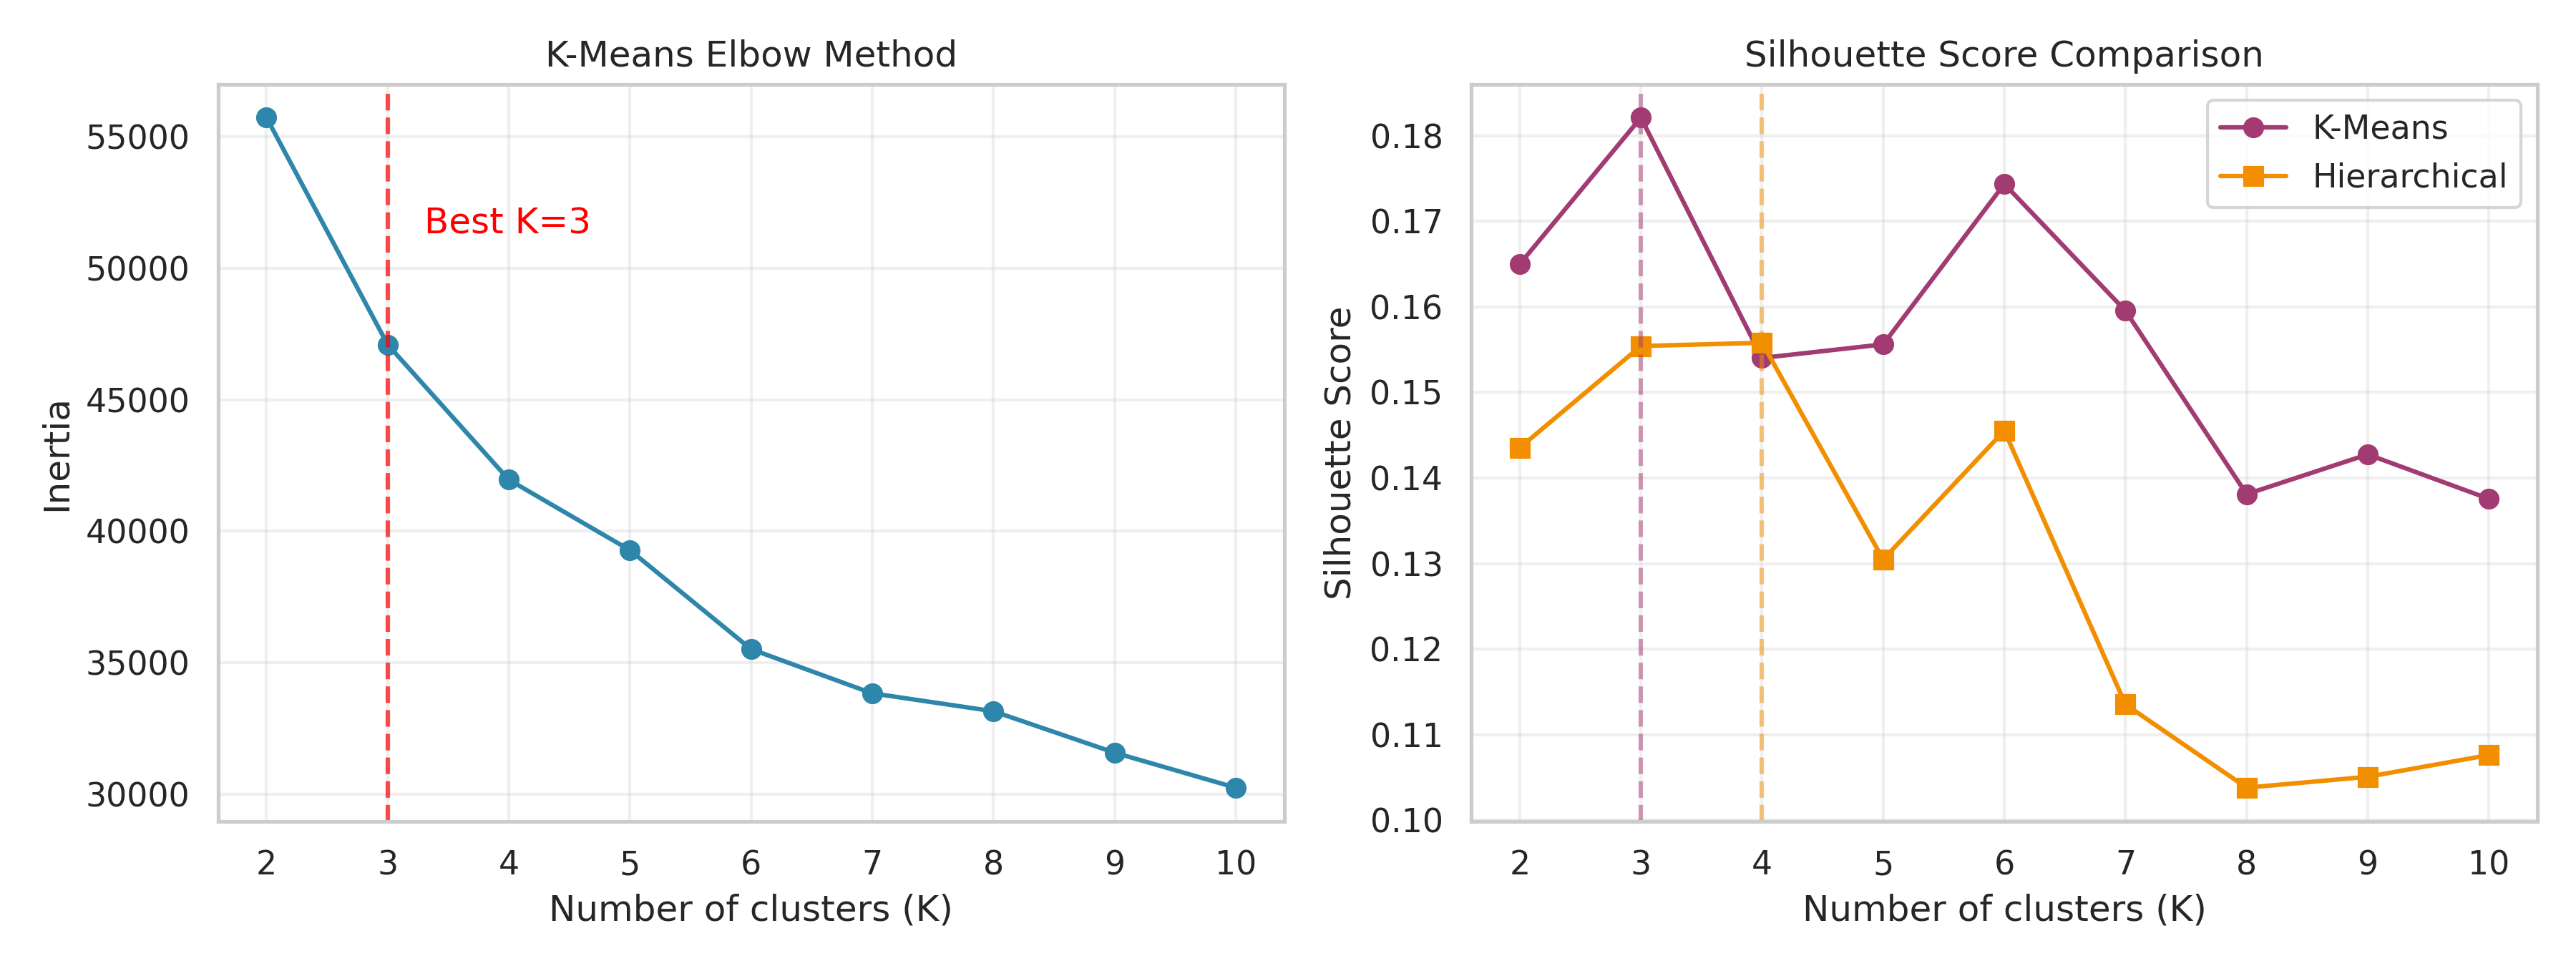 K-Means Elbow Method
55000
50000
45000
40000
35000
30000
Inertia
Best K=3
2 3 4 5 6 7 8 9 10
Number of clusters (K)
Silhouette Score Comparison
K-Means
Hierarchical
0.18
0.17
0.16
0.15
0.14
0.13
0.12
0.11
0.10
Silhouette Score
2 3 4 5 6 7 8 9 10
Number of clusters (K)